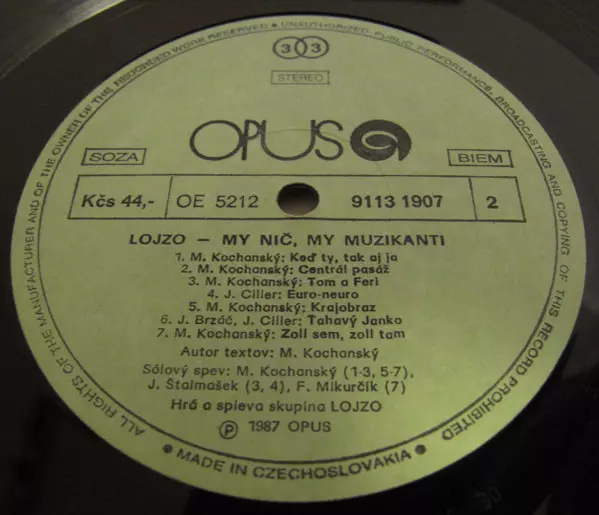 33
STEREO
OPUS
SOZA
BIEM
Kčs 44,- OE 5212 9113 1907 2
LOJZO – MY NIČ, MY MUZIKANTI
1. M. Kochanský: Keď ty, tak aj ja
2. M. Kochanský: Centrál pasáž
3. M. Kochanský: Tom a Feri
4. J. Ciller: Euro-neuro
5. M. Kochanský: Krajobraz
6. J. Brzáč, J. Ciller: Tahavý Janko
7. M. Kochanský: Zoll sem, zoll tam
Autor textov: M. Kochanský
Sólový spev: M. Kochanský (1-3, 5-7),
J. Štalmašek (3, 4), F. Mikurčík (7)
Hrá a spieva skupina LOJZO
Ⓟ 1987 OPUS
ALL RIGHTS OF THE MANUFACTURER AND OF THE OWNER OF THE RECORDED WORK RESERVED ● UNAUTHORIZED PUBLIC PERFORMANCE, BROADCASTING AND COPYING OF THIS RECORD PROHIBITED
● MADE IN CZECHOSLOVAKIA ●